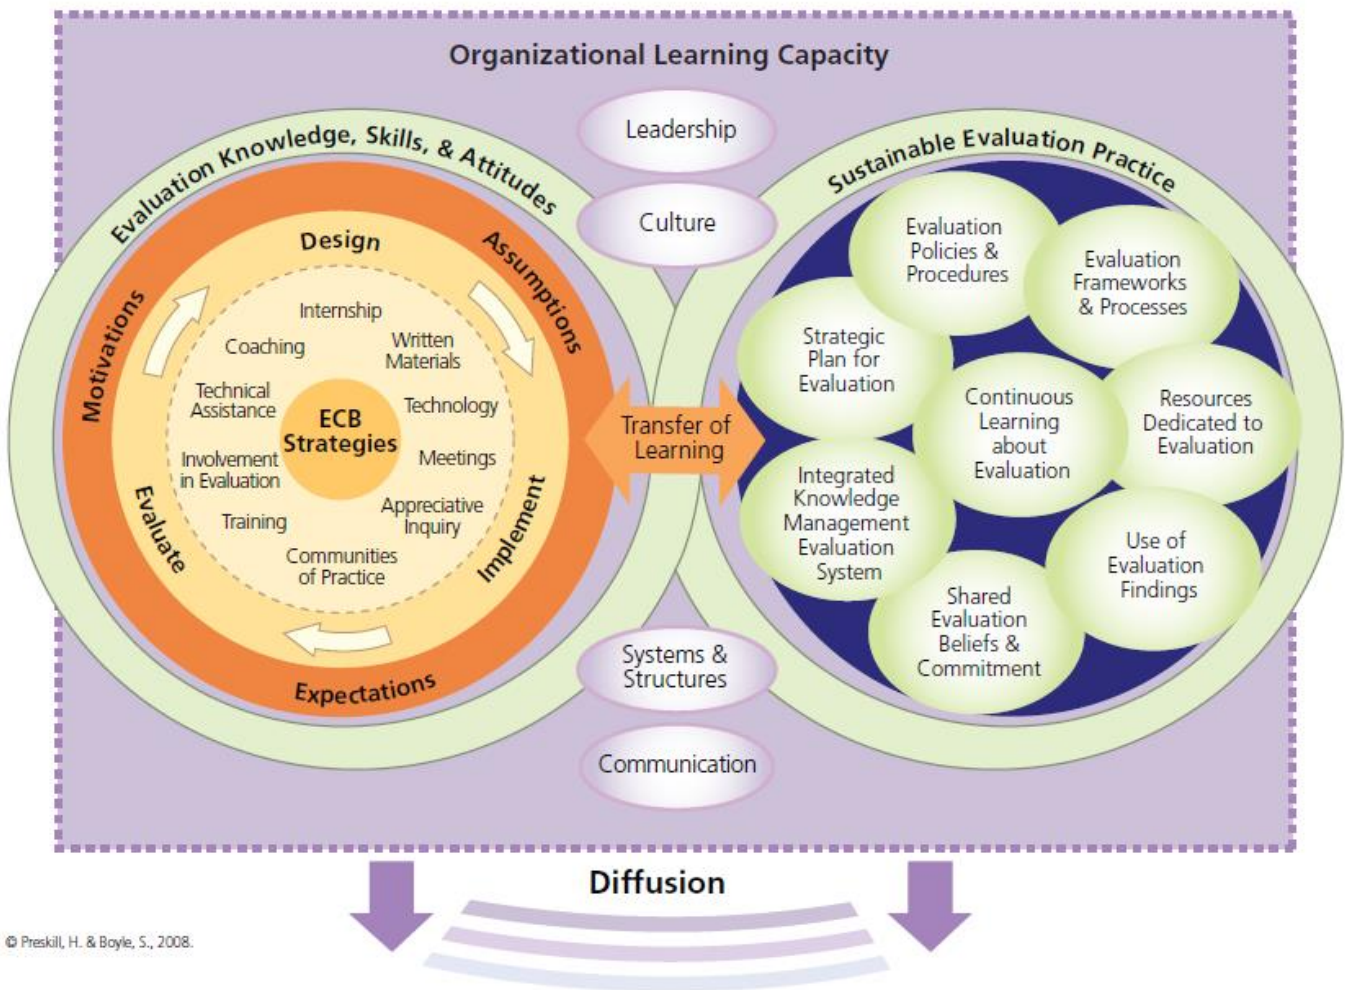 Organizational Learning Capacity
Leadership
Culture
Evaluation Knowledge, Skills, & Attitudes
Motivations
Assumptions
Expectations
Design
Implement
Evaluate
Internship
Coaching
Written
Materials
Technical
Assistance
Technology
ECB
Strategies
Involvement
in Evaluation
Meetings
Training
Appreciative
Inquiry
Communities
of Practice
Transfer of
Learning
Sustainable Evaluation Practice
Evaluation
Policies &
Procedures
Evaluation
Frameworks
& Processes
Strategic
Plan for
Evaluation
Continuous
Learning
about
Evaluation
Resources
Dedicated to
Evaluation
Integrated
Knowledge
Management
Evaluation
System
Use of
Evaluation
Findings
Shared
Evaluation
Beliefs &
Commitment
Systems &
Structures
Communication
Diffusion
© Preskill, H. & Boyle, S., 2008.